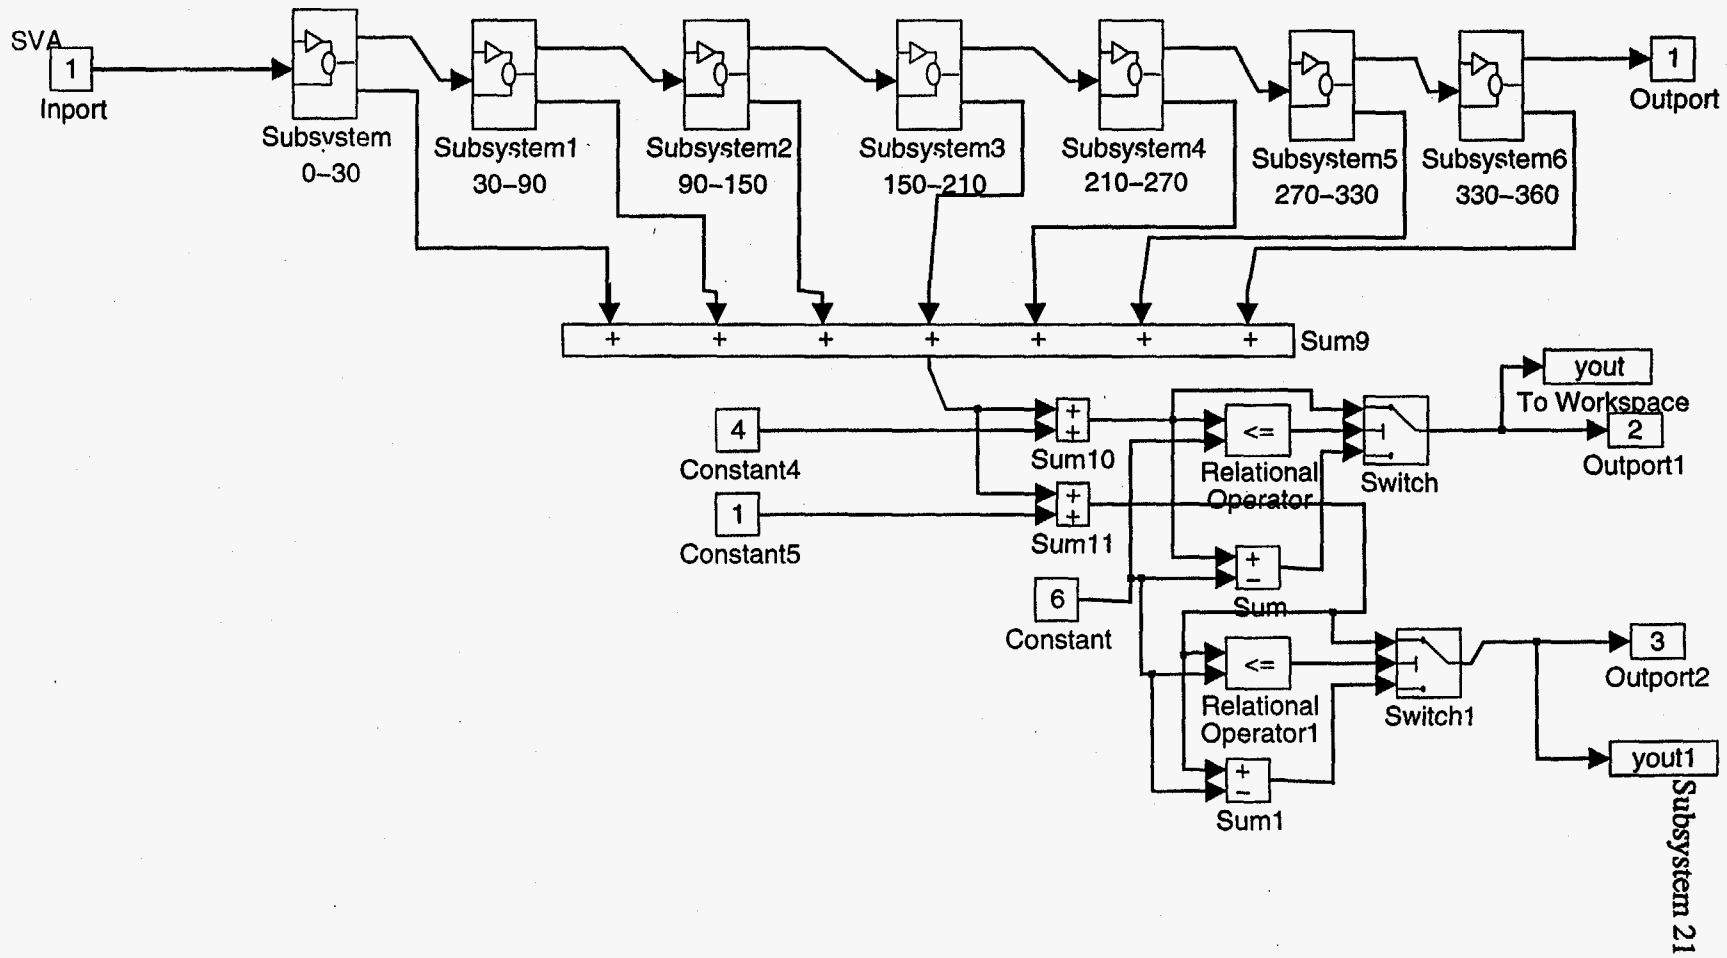 SVA
1
Inport
Subsystem
0–30
Subsystem1
30–90
Subsystem2
90–150
Subsystem3
150–210
Subsystem4
210–270
Subsystem5
270–330
Subsystem6
330–360
1
Outport
+ + + + + + +
Sum9
4
Constant4
1
Constant5
+
+
Sum10
+
+
Sum11
6
Constant
<=
Relational
Operator
+
−
Sum
Switch
yout
To Workspace
2
Outport1
<=
Relational
Operator1
+
−
Sum1
Switch1
3
Outport2
yout1
Subsystem 21